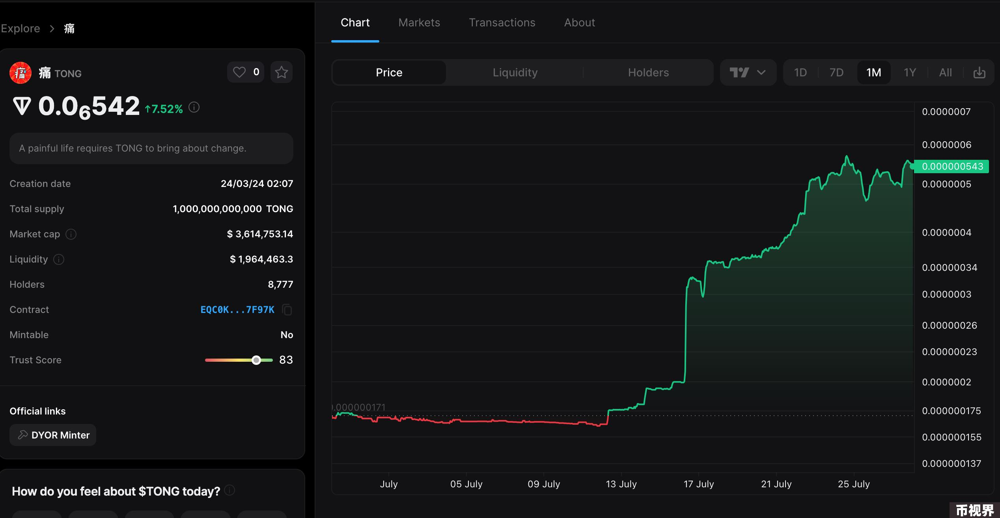 Explore > 痛
痛 TONG
0
0.0₆542 ↑7.52%
A painful life requires TONG to bring about change.
Creation date 24/03/24 02:07
Total supply 1,000,000,000,000 TONG
Market cap $ 3,614,753.14
Liquidity $ 1,964,463.3
Holders 8,777
Contract EQC0K...7F97K
Mintable No
Trust Score 83
Official links
DYOR Minter
How do you feel about $TONG today?
Chart Markets Transactions About
Price Liquidity Holders
1D 7D 1M 1Y All
0.0000007
0.0000006
0.000000543
0.0000005
0.0000004
0.00000034
0.0000003
0.00000026
0.00000023
0.0000002
0.000000171
0.000000175
0.000000155
0.000000137
July 05 July 09 July 13 July 17 July 21 July 25 July
币视界